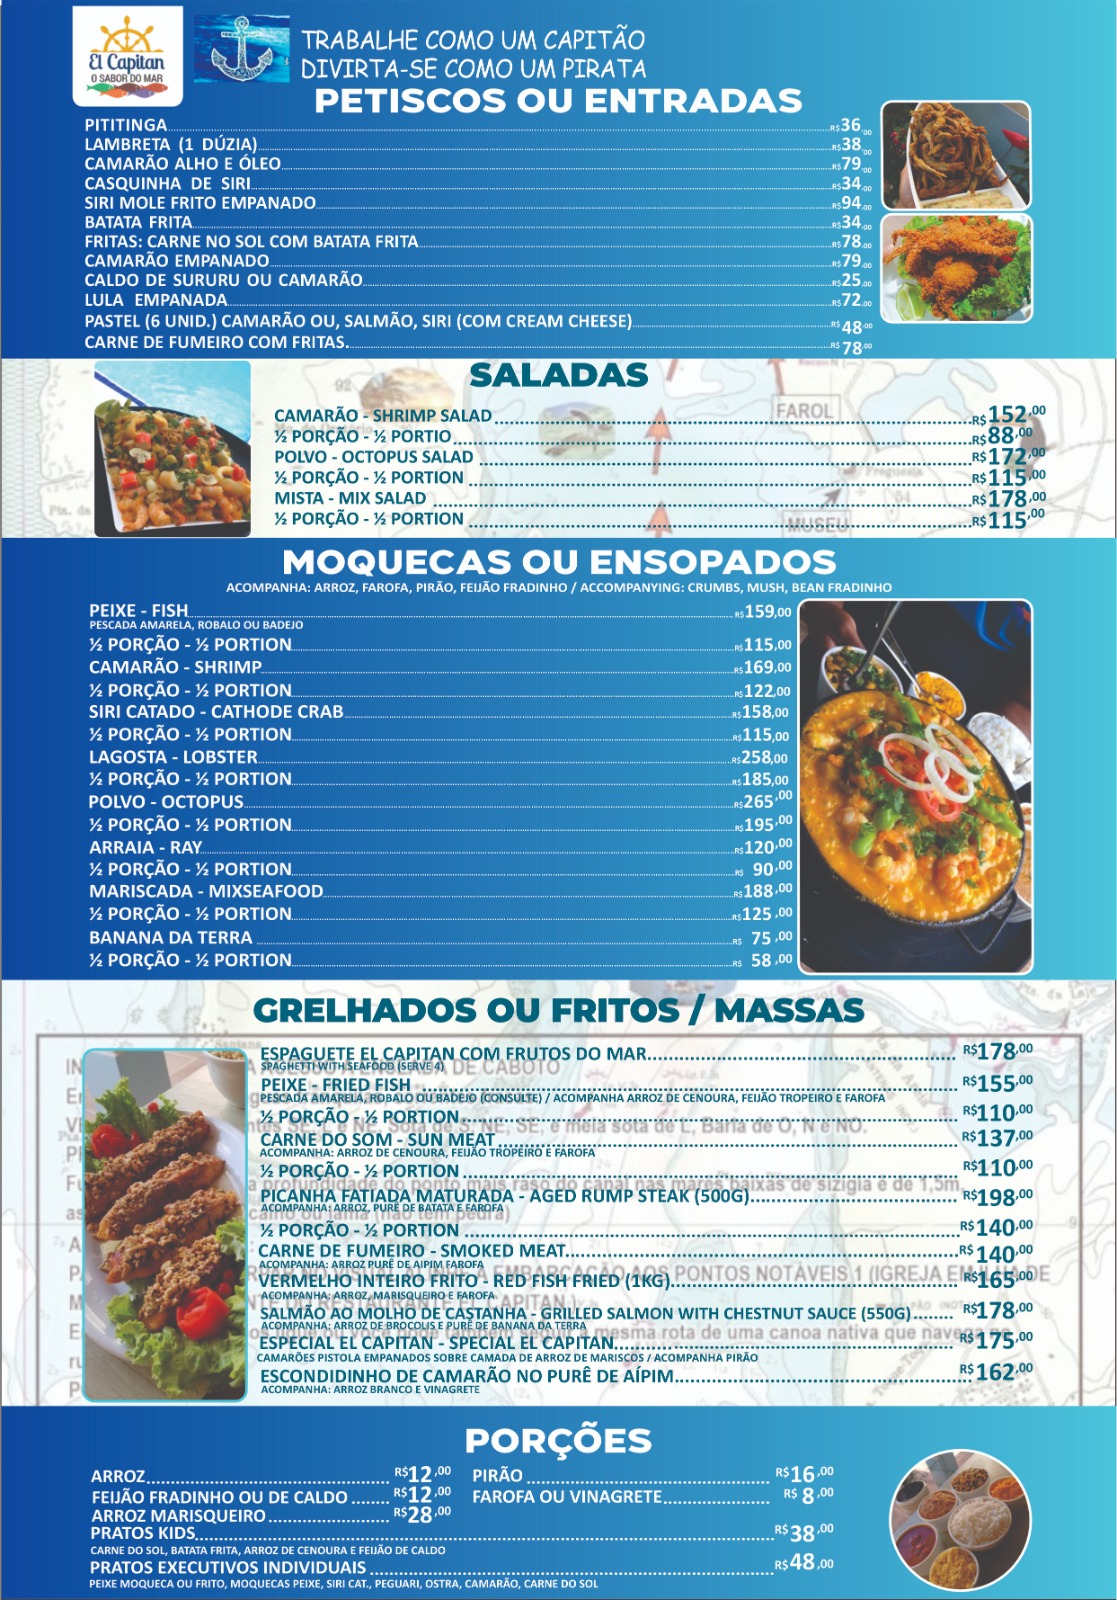 El Capitan
O SABOR DO MAR
TRABALHE COMO UM CAPITÃO
DIVIRTA-SE COMO UM PIRATA
PETISCOS OU ENTRADAS
PITITINGA R$36,00
LAMBRETA (1 DÚZIA) R$38,00
CAMARÃO ALHO E ÓLEO R$79,00
CASQUINHA DE SIRI R$34,00
SIRI MOLE FRITO EMPANADO R$94,00
BATATA FRITA R$34,00
FRITAS: CARNE NO SOL COM BATATA FRITA R$78,00
CAMARÃO EMPANADO R$79,00
CALDO DE SURURU OU CAMARÃO R$25,00
LULA EMPANADA R$72,00
PASTEL (6 UNID.) CAMARÃO OU, SALMÃO, SIRI (COM CREAM CHEESE) R$48,00
CARNE DE FUMEIRO COM FRITAS. R$78,00
SALADAS
92
FAROL
CAMARÃO - SHRIMP SALAD R$152,00
½ PORÇÃO - ½ PORTIO R$88,00
POLVO - OCTOPUS SALAD R$172,00
½ PORÇÃO - ½ PORTION R$115,00
MISTA - MIX SALAD R$178,00
½ PORÇÃO - ½ PORTION R$115,00
MUSEU
MOQUECAS OU ENSOPADOS
ACOMPANHA: ARROZ, FAROFA, PIRÃO, FEIJÃO FRADINHO / ACCOMPANYING: CRUMBS, MUSH, BEAN FRADINHO
PEIXE - FISH R$159,00
PESCADA AMARELA, ROBALO OU BADEJO
½ PORÇÃO - ½ PORTION R$115,00
CAMARÃO - SHRIMP R$169,00
½ PORÇÃO - ½ PORTION R$122,00
SIRI CATADO - CATHODE CRAB R$158,00
½ PORÇÃO - ½ PORTION R$115,00
LAGOSTA - LOBSTER R$258,00
½ PORÇÃO - ½ PORTION R$185,00
POLVO - OCTOPUS R$265,00
½ PORÇÃO - ½ PORTION R$195,00
ARRAIA - RAY R$120,00
½ PORÇÃO - ½ PORTION R$ 90,00
MARISCADA - MIXSEAFOOD R$188,00
½ PORÇÃO - ½ PORTION R$125,00
BANANA DA TERRA R$ 75,00
½ PORÇÃO - ½ PORTION R$ 58,00
GRELHADOS OU FRITOS / MASSAS
ESPAGUETE EL CAPITAN COM FRUTOS DO MAR R$178,00
SPAGHETTI WITH SEAFOOD (SERVE 4)
PEIXE - FRIED FISH R$155,00
PESCADA AMARELA, ROBALO OU BADEJO (CONSULTE) / ACOMPANHA ARROZ DE CENOURA, FEIJÃO TROPEIRO E FAROFA
½ PORÇÃO - ½ PORTION R$110,00
CARNE DO SOM - SUN MEAT R$137,00
ACOMPANHA: ARROZ DE CENOURA, FEIJÃO TROPEIRO E FAROFA
½ PORÇÃO - ½ PORTION R$110,00
PICANHA FATIADA MATURADA - AGED RUMP STEAK (500G) R$198,00
ACOMPANHA: ARROZ, PURÊ DE BATATA E FAROFA
½ PORÇÃO - ½ PORTION R$140,00
CARNE DE FUMEIRO - SMOKED MEAT R$140,00
ACOMPANHA: ARROZ PURÊ DE AIPIM FAROFA
VERMELHO INTEIRO FRITO - RED FISH FRIED (1KG) R$165,00
ACOMPANHA: ARROZ, MARISQUEIRO E FAROFA
SALMÃO AO MOLHO DE CASTANHA - GRILLED SALMON WITH CHESTNUT SAUCE (550G) R$178,00
ACOMPANHA: ARROZ DE BROCOLIS E PURÊ DE BANANA DA TERRA
ESPECIAL EL CAPITAN - SPECIAL EL CAPITAN R$175,00
CAMARÕES PISTOLA EMPANADOS SOBRE CAMADA DE ARROZ DE MARISCOS / ACOMPANHA PIRÃO
ESCONDIDINHO DE CAMARÃO NO PURÊ DE AÍPIM R$162,00
ACOMPANHA: ARROZ BRANCO E VINAGRETE
PORÇÕES
ARROZ R$12,00
FEIJÃO FRADINHO OU DE CALDO R$12,00
ARROZ MARISQUEIRO R$28,00
PIRÃO R$16,00
FAROFA OU VINAGRETE R$ 8,00
PRATOS KIDS R$38,00
CARNE DO SOL, BATATA FRITA, ARROZ DE CENOURA E FEIJÃO DE CALDO
PRATOS EXECUTIVOS INDIVIDUAIS R$48,00
PEIXE MOQUECA OU FRITO, MOQUECAS PEIXE, SIRI CAT., PEGUARI, OSTRA, CAMARÃO, CARNE DO SOL